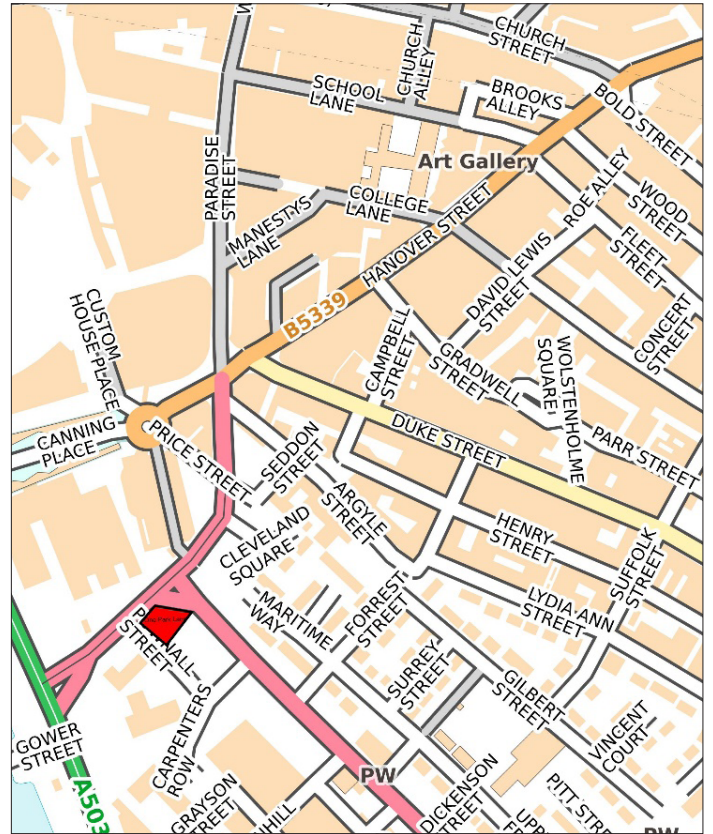 CHURCH
STREET
CHURCH
ALLEY
SCHOOL
LANE
BROOKS
ALLEY
BOLD STREET
Art Gallery
PARADISE
STREET
COLLEGE
LANE
MANESTYS
LANE
HANOVER STREET
ROE ALLEY
WOOD
STREET
FLEET
STREET
DAVID LEWIS
STREET
CONCERT
STREET
CUSTOM
HOUSE PLACE
B5339
CAMPBELL
STREET
GRADWELL
STREET
WOLSTENHOLME
SQUARE
CANNING
PLACE
PRICE STREET
SEDDON
STREET
DUKE STREET
PARR STREET
ARGYLE
STREET
CLEVELAND
SQUARE
HENRY
STREET
SUFFOLK
STREET
LYDIA ANN
STREET
MARITIME
WAY
FORREST
STREET
SURREY
STREET
GILBERT
STREET
VINCENT
COURT
GOWER
STREET
CARPENTERS
ROW
A503
GRAYSON
STREET
PW
DICKENSON
STREET